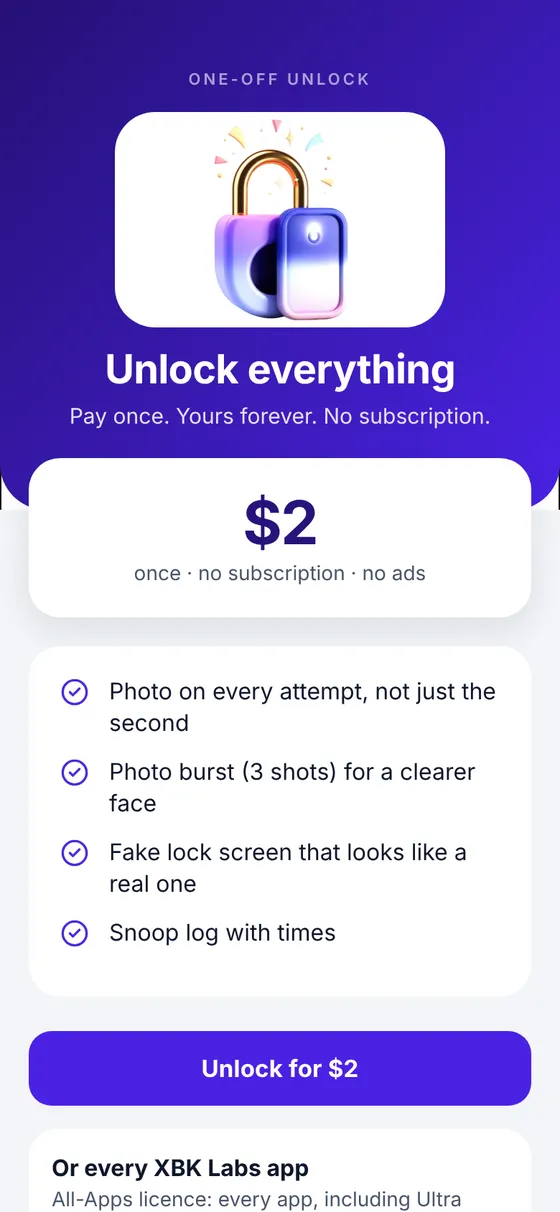 ONE-OFF UNLOCK
Unlock everything
Pay once. Yours forever. No subscription.
$2
once · no subscription · no ads
Photo on every attempt, not just the
second
Photo burst (3 shots) for a clearer
face
Fake lock screen that looks like a
real one
Snoop log with times
Unlock for $2
Or every XBK Labs app
All-Apps licence: every app, including Ultra